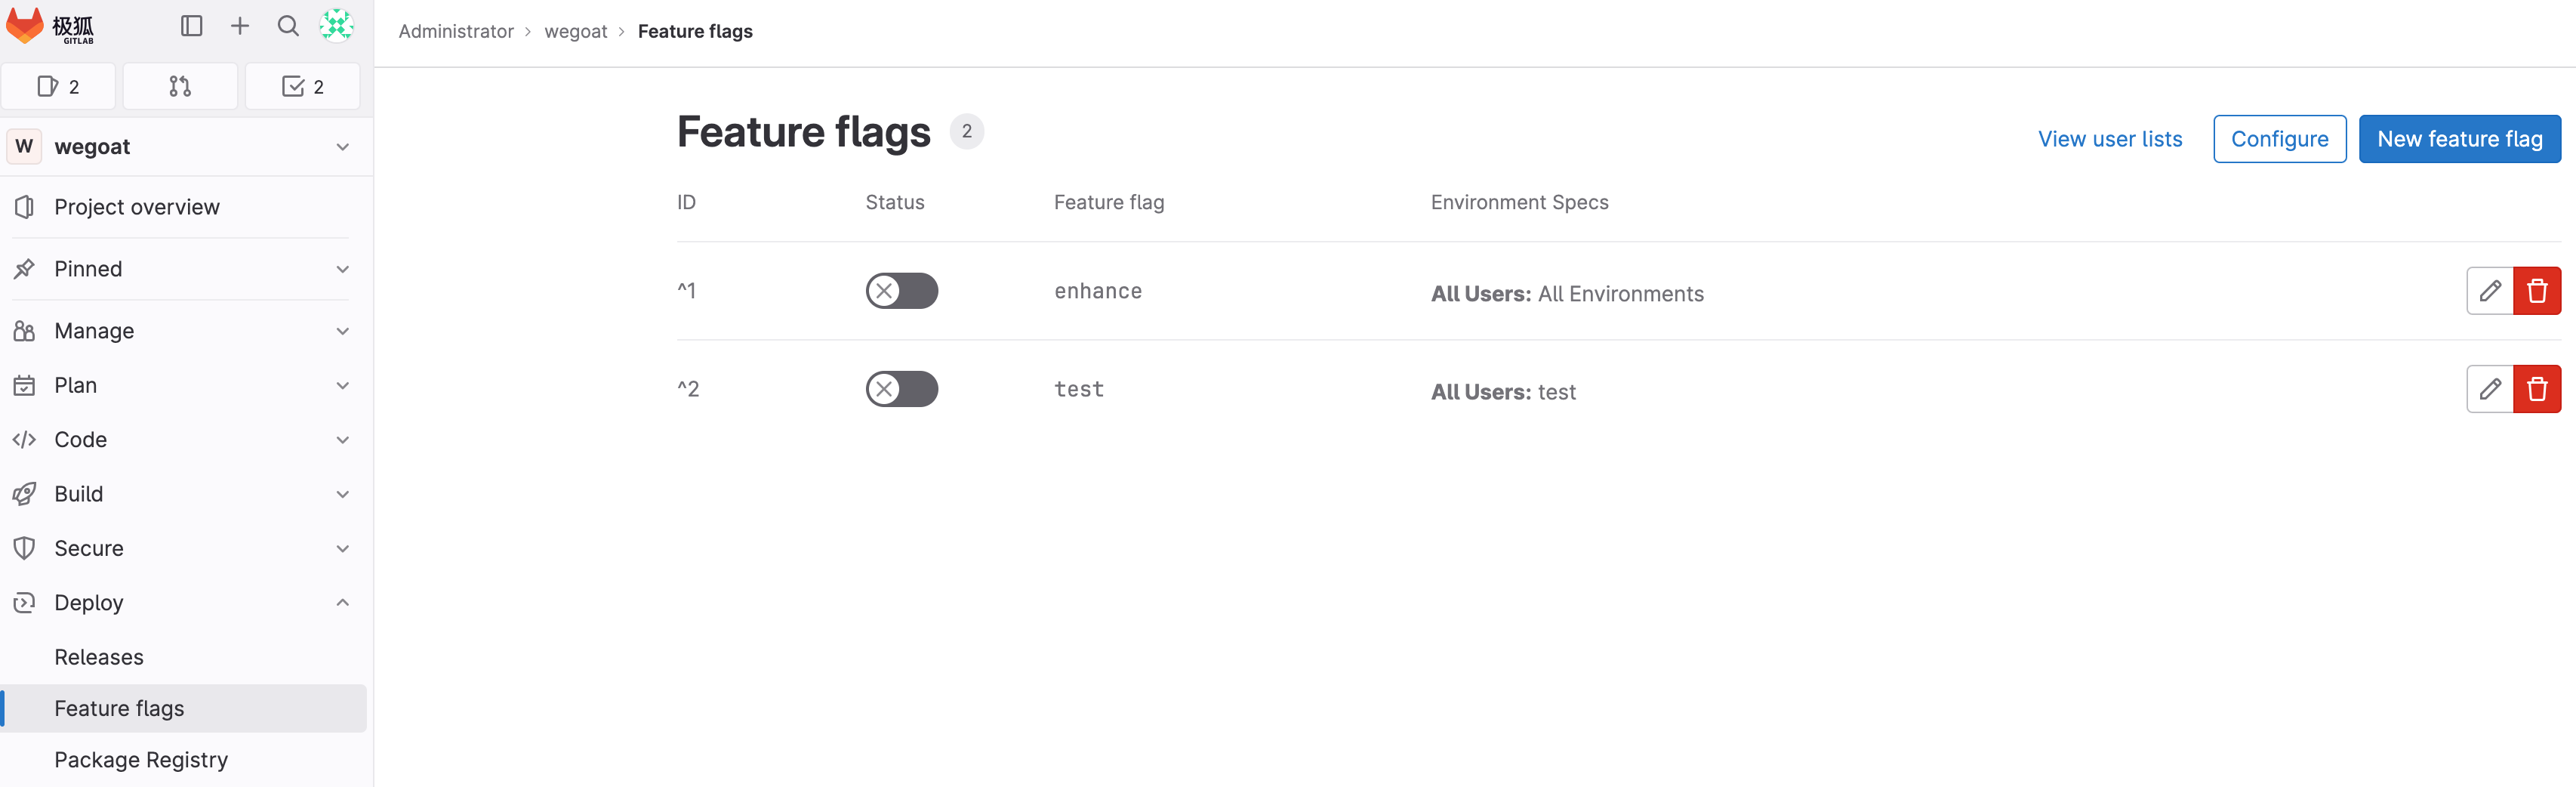 极狐
GITLAB
2
2
W wegoat
Project overview
Pinned
Manage
Plan
Code
Build
Secure
Deploy
Releases
Feature flags
Package Registry
Administrator › wegoat › Feature flags
Feature flags 2
View user lists Configure New feature flag
ID Status Feature flag Environment Specs
^1 enhance All Users: All Environments
^2 test All Users: test